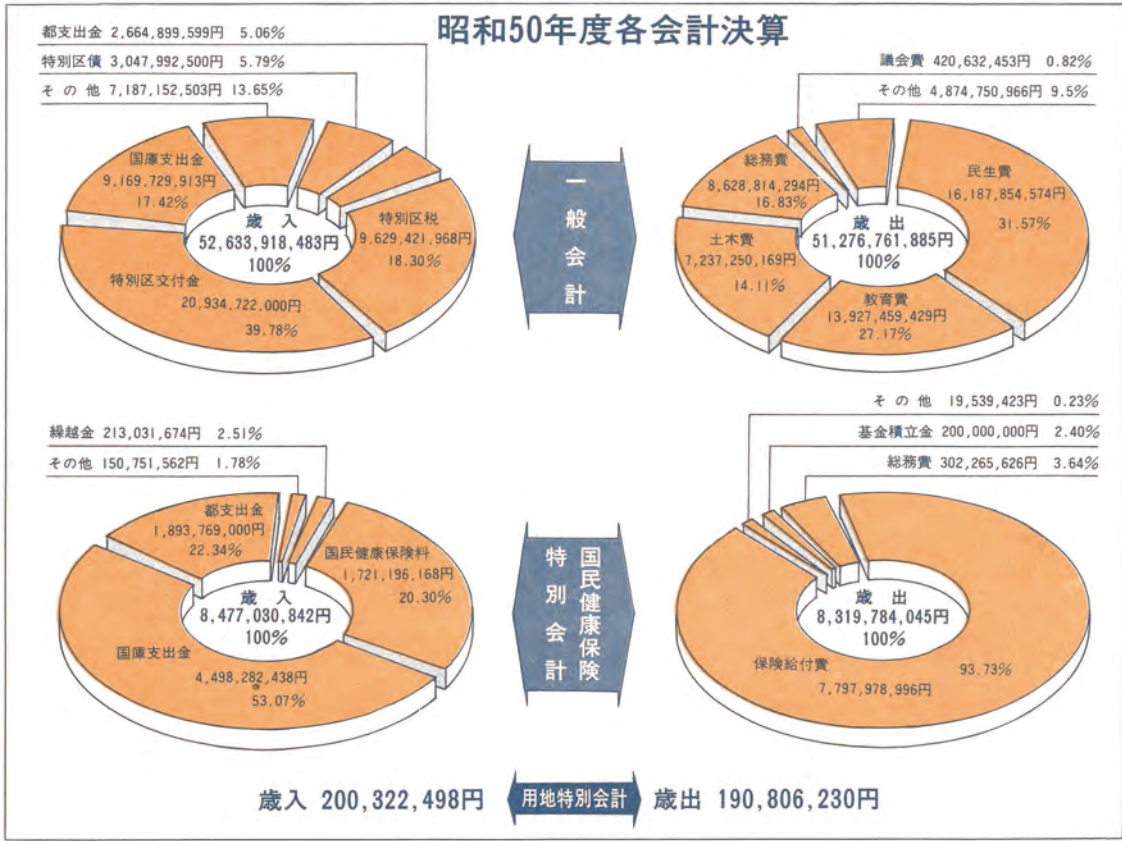 昭和50年度各会計決算
都支出金 2,664,899,599円 5.06%
特別区債 3,047,992,500円 5.79%
その他 7,187,152,503円 13.65%
国庫支出金
9,169,729,913円
17.42%
特別区税
9,629,421,968円
18.30%
歳入
52,633,918,483円
100%
特別区交付金
20,934,722,000円
39.78%
一般会計
議会費 420,632,453円 0.82%
その他 4,874,750,966円 9.5%
総務費
8,628,814,294円
16.83%
民生費
16,187,854,574円
31.57%
歳出
51,276,761,885円
100%
土木費
7,237,250,169円
14.11%
教育費
13,927,459,429円
27.17%
繰越金 213,031,674円 2.51%
その他 150,751,562円 1.78%
都支出金
1,893,769,000円
22.34%
国民健康保険料
1,721,196,168円
20.30%
歳入
8,477,030,842円
100%
国庫支出金
4,498,282,438円
53.07%
国民健康保険
特別会計
その他 19,539,423円 0.23%
基金積立金 200,000,000円 2.40%
総務費 302,265,626円 3.64%
歳出
8,319,784,045円
100%
保険給付費
7,797,978,996円
93.73%
歳入 200,322,498円 用地特別会計 歳出 190,806,230円